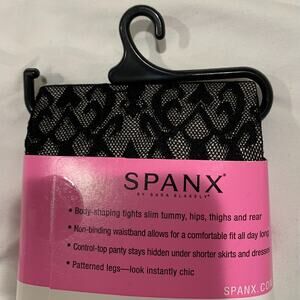 SPANX®
BY SARA BLAKELY
• Body-shaping tights slim tummy, hips, thighs and rear
• Non-binding waistband allows for a comfortable fit all day long
• Control-top panty stays hidden under shorter skirts and dresses
• Patterned legs—look instantly chic
SPANX.CO